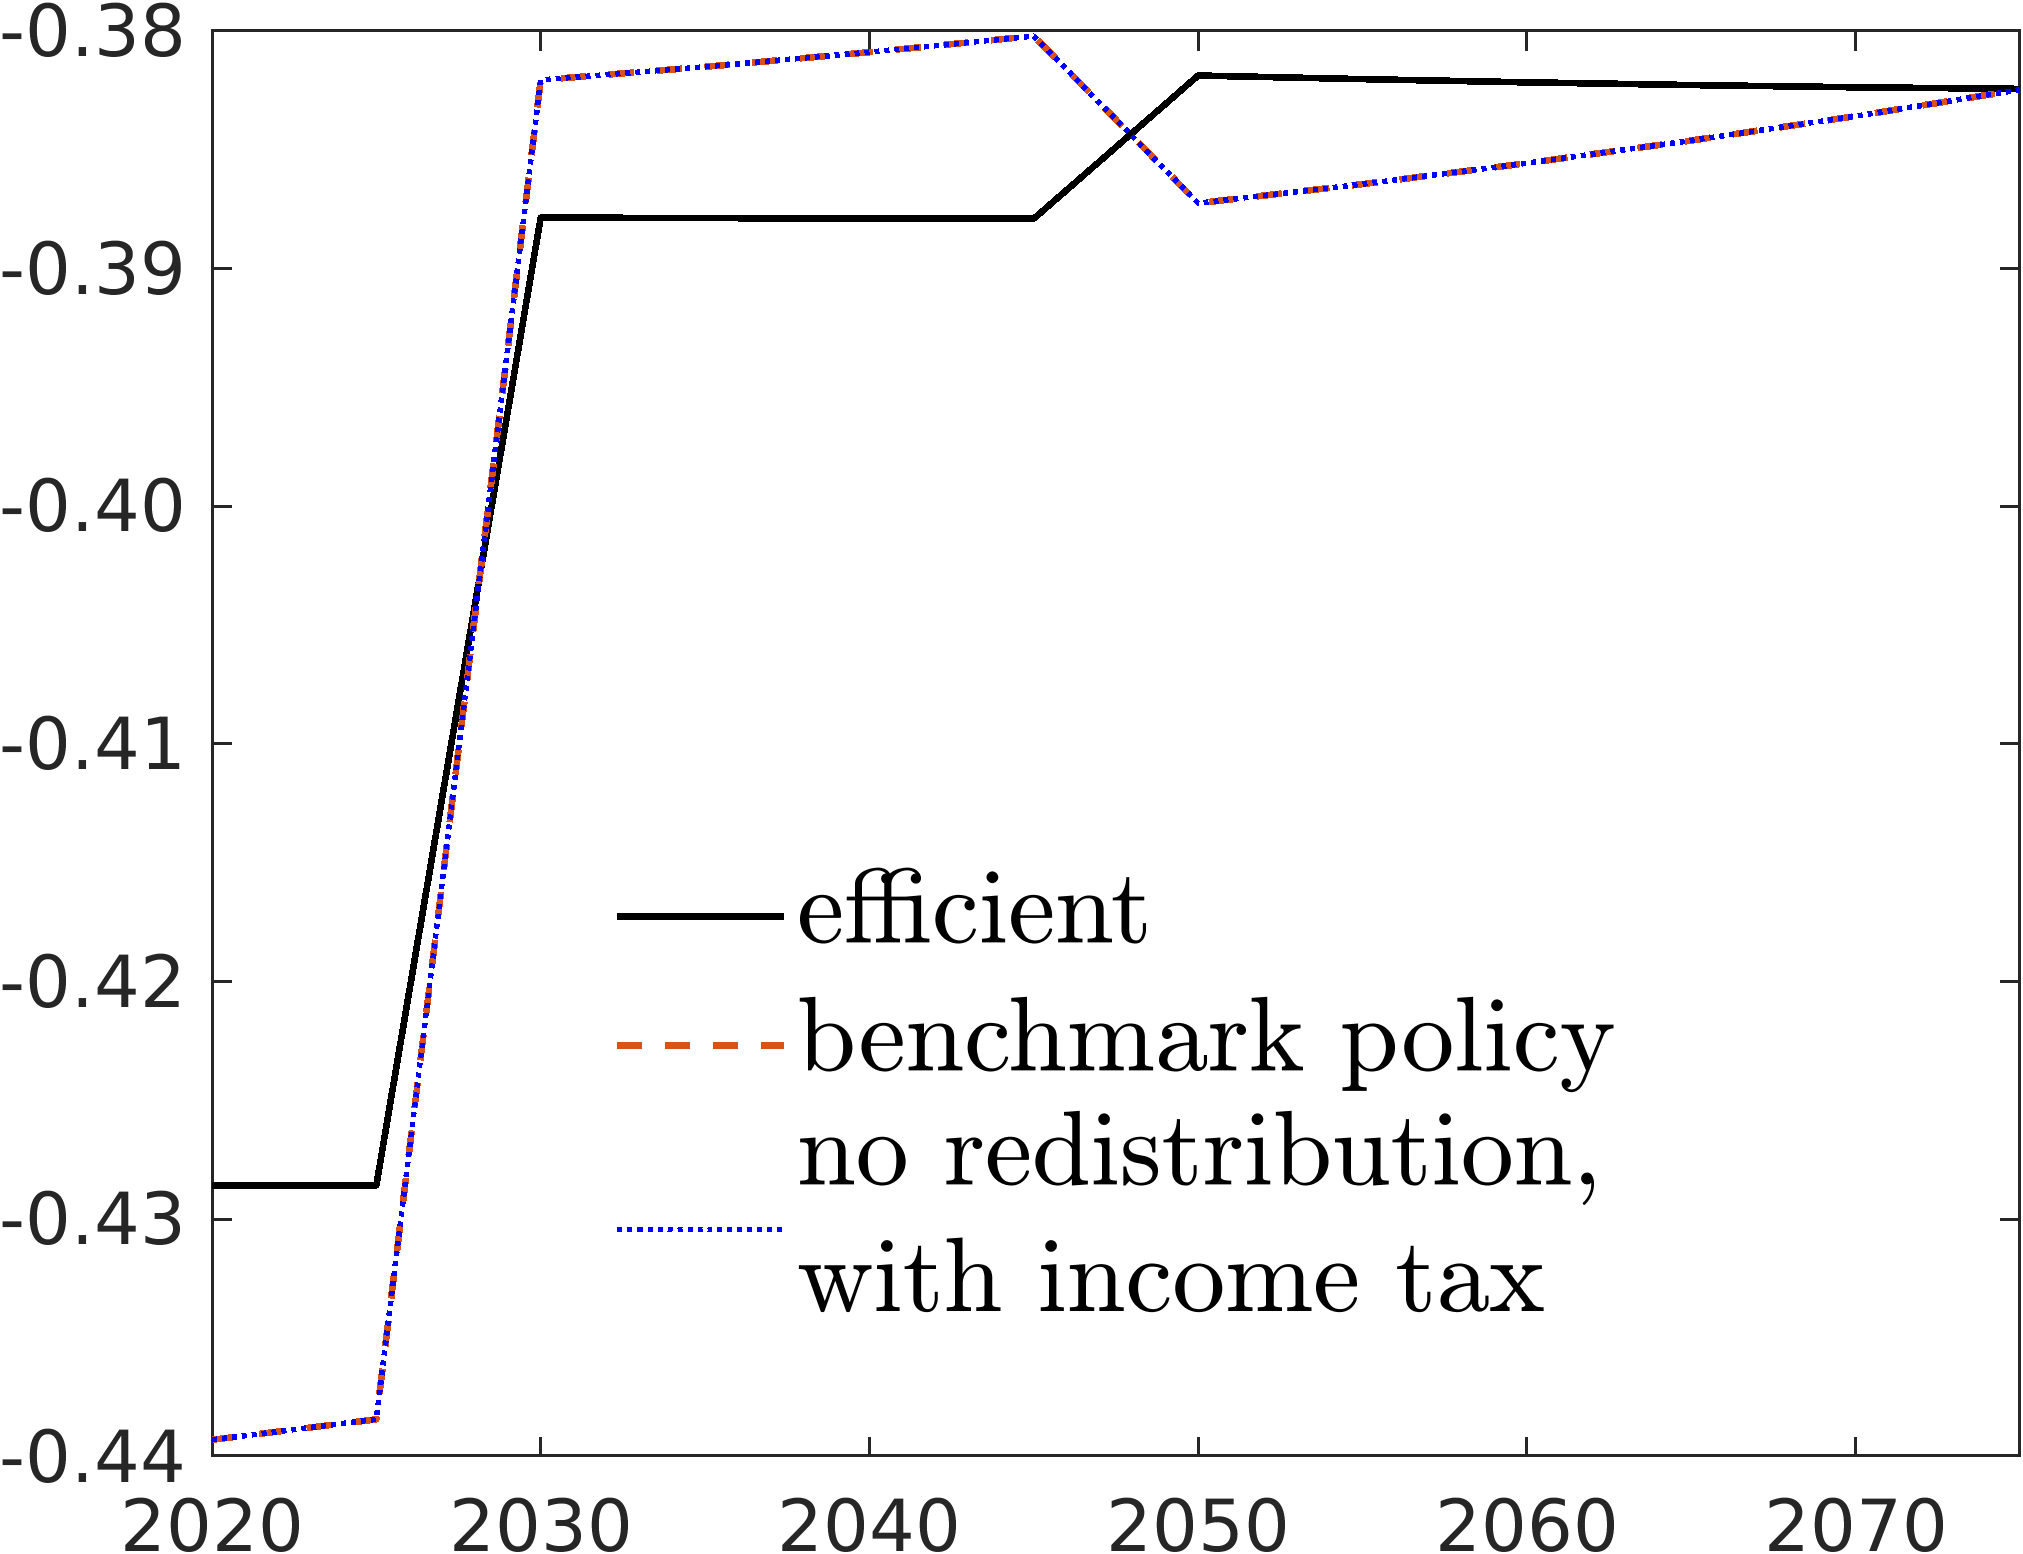 -0.38
-0.39
-0.40
-0.41
-0.42
-0.43
-0.44
efficient
benchmark policy
no redistribution,
with income tax
2020 2030 2040 2050 2060 2070